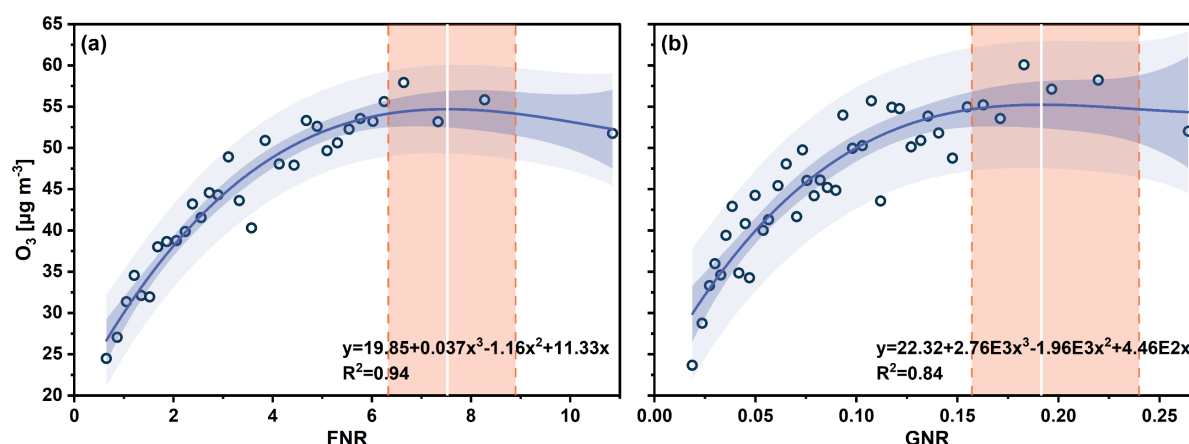 (a)
(b)
O3 [µg m-3]
65
60
55
50
45
40
35
30
25
20
y=19.85+0.037x3-1.16x2+11.33x
R2=0.94
y=22.32+2.76E3x3-1.96E3x2+4.46E2x
R2=0.84
0 2 4 6 8 10
0.00 0.05 0.10 0.15 0.20 0.25
FNR
GNR